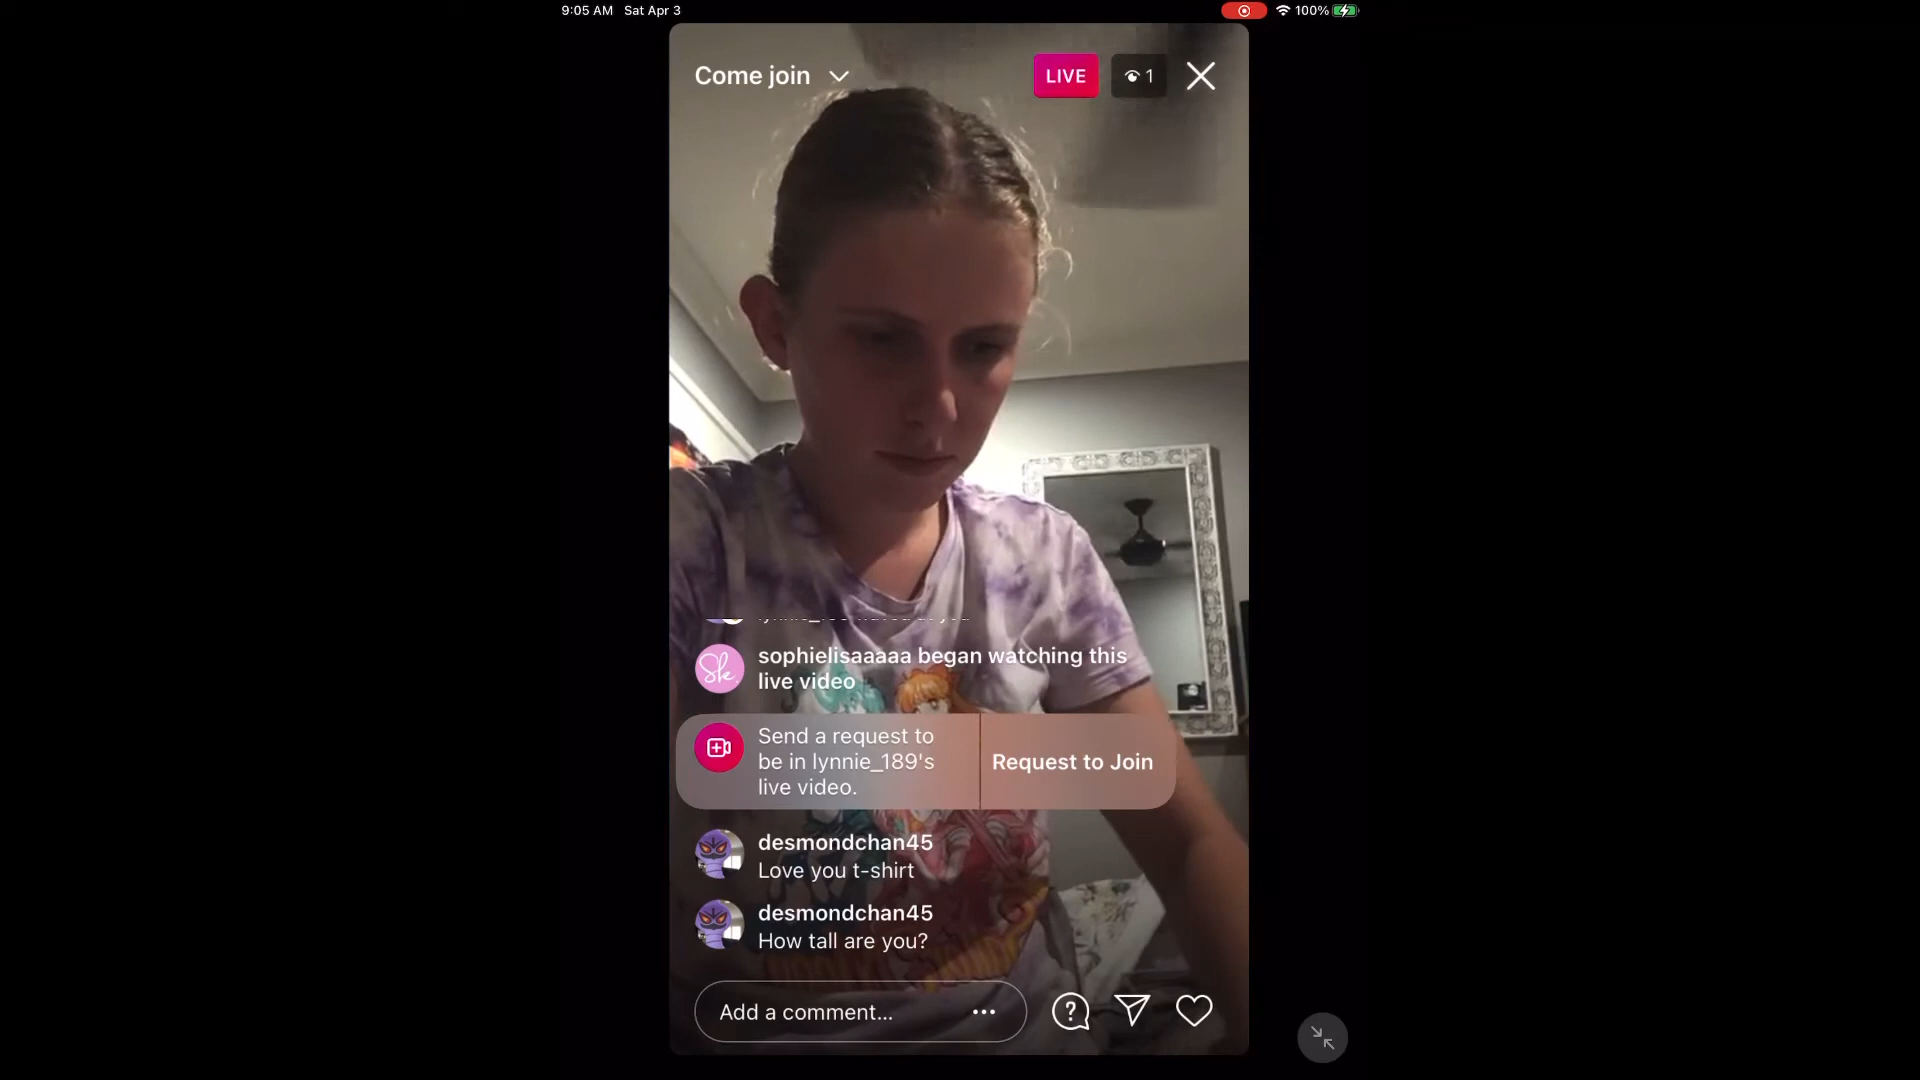 9:05 AM Sat Apr 3
100%
Come join
LIVE
1
sophielisaaaaa began watching this
live video
Send a request to
be in lynnie_189's
live video.
Request to Join
desmondchan45
Love you t-shirt
desmondchan45
How tall are you?
Add a comment...